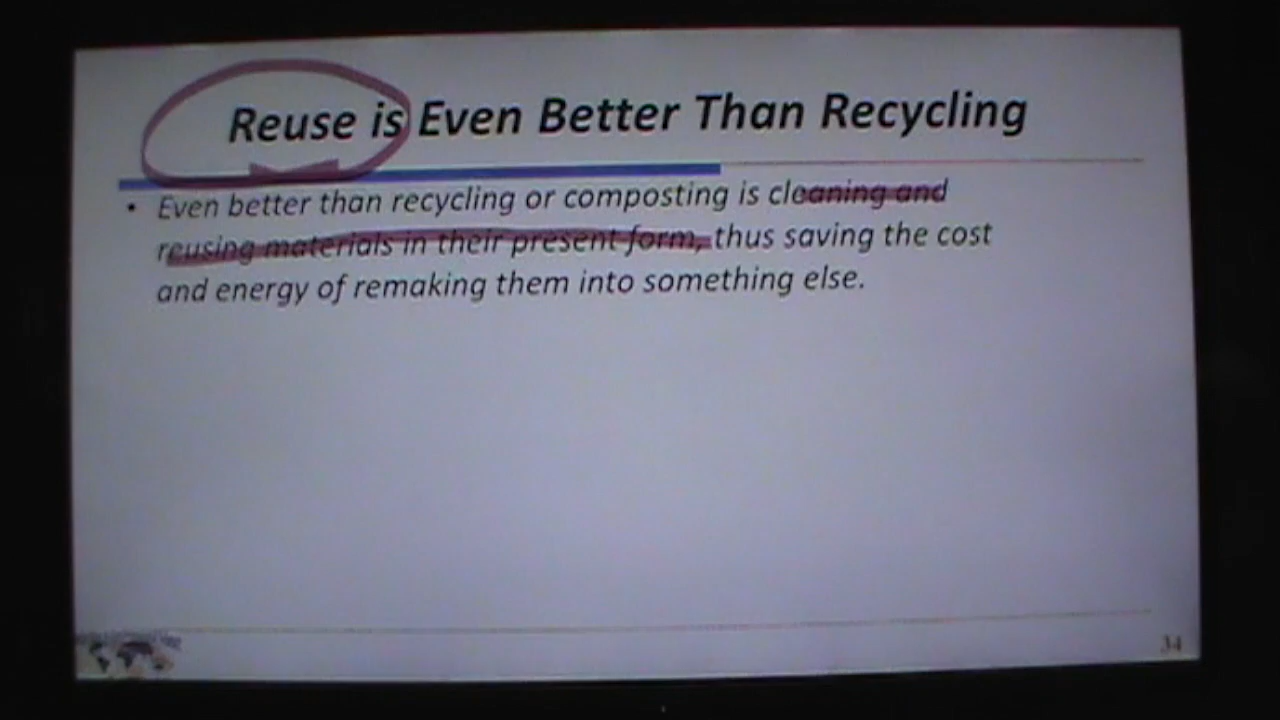 Reuse is Even Better Than Recycling
• Even better than recycling or composting is cleaning and
reusing materials in their present form, thus saving the cost
and energy of remaking them into something else.
34